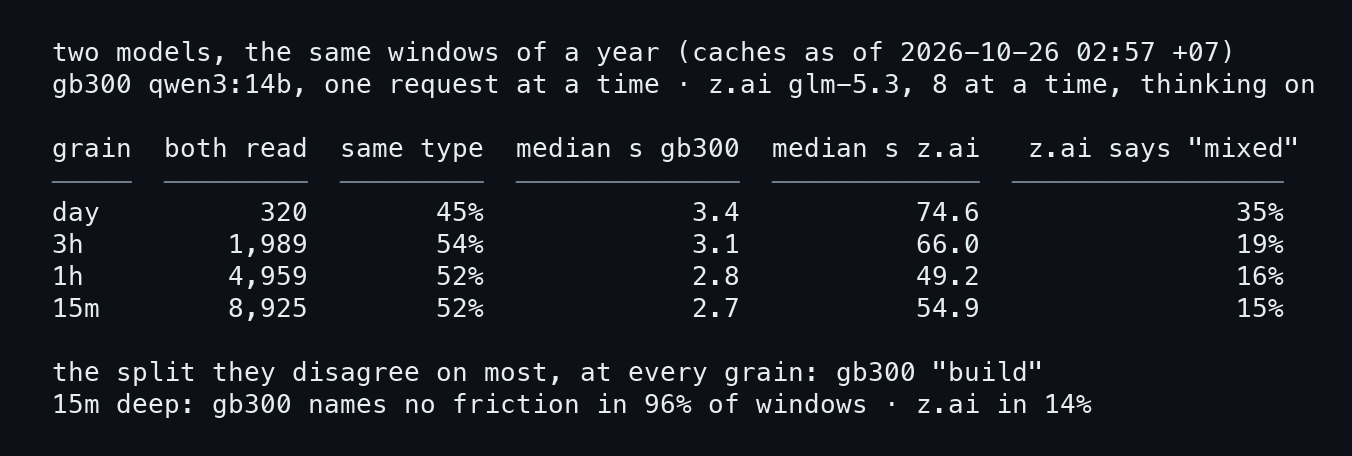 two models, the same windows of a year (caches as of 2026−10−26 02:57 +07)
gb300 qwen3:14b, one request at a time · z.ai glm−5.3, 8 at a time, thinking on
grain both read same type median s gb300 median s z.ai z.ai says "mixed"
day 320 45% 3.4 74.6 35%
3h 1,989 54% 3.1 66.0 19%
1h 4,959 52% 2.8 49.2 16%
15m 8,925 52% 2.7 54.9 15%
the split they disagree on most, at every grain: gb300 "build"
15m deep: gb300 names no friction in 96% of windows · z.ai in 14%